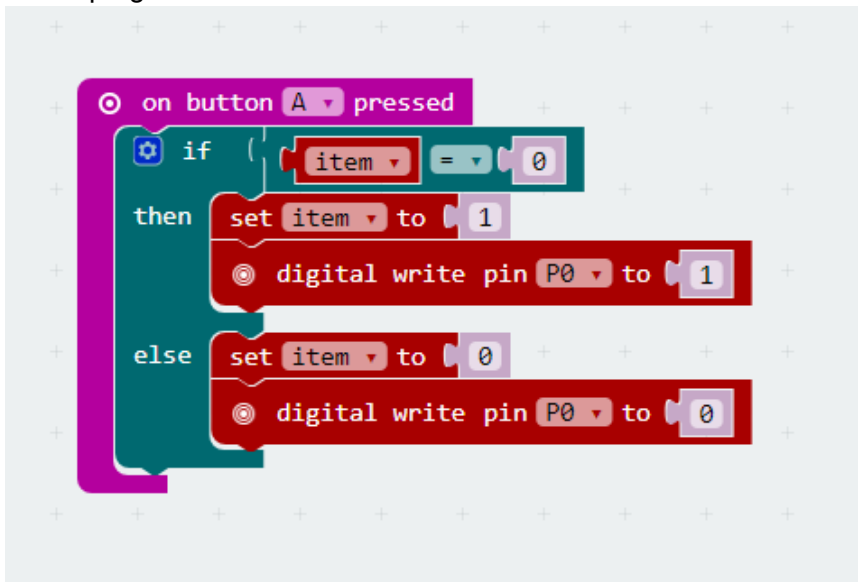 on button A pressed
if item = 0
then set item to 1
digital write pin P0 to 1
else set item to 0
digital write pin P0 to 0